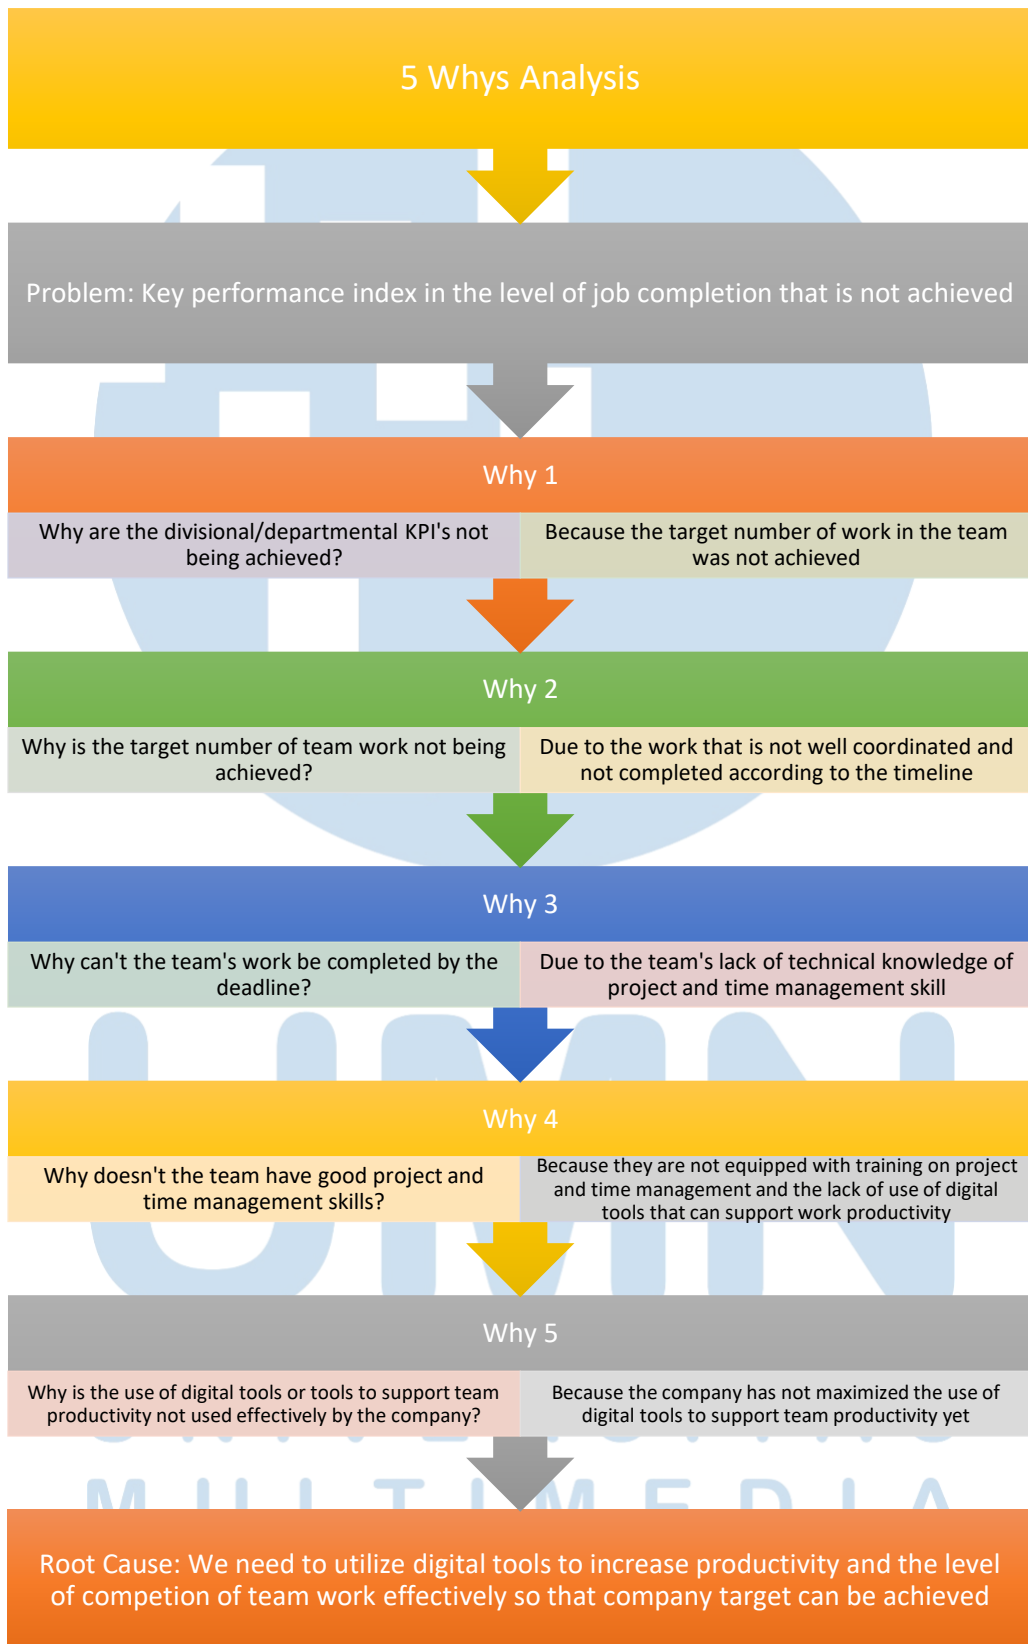 5 Whys Analysis
Problem: Key performance index in the level of job completion that is not achieved
Why 1
Why are the divisional/departmental KPI's not
being achieved?
Because the target number of work in the team
was not achieved
Why 2
Why is the target number of team work not being
achieved?
Due to the work that is not well coordinated and
not completed according to the timeline
Why 3
Why can't the team's work be completed by the
deadline?
Due to the team's lack of technical knowledge of
project and time management skill
UMN
Why 4
Why doesn't the team have good project and
time management skills?
Because they are not equipped with training on project
and time management and the lack of use of digital
tools that can support work productivity
Why 5
Why is the use of digital tools or tools to support team
productivity not used effectively by the company?
Because the company has not maximized the use of
digital tools to support team productivity yet
MULTIMEDIA
Root Cause: We need to utilize digital tools to increase productivity and the level
of competion of team work effectively so that company target can be achieved